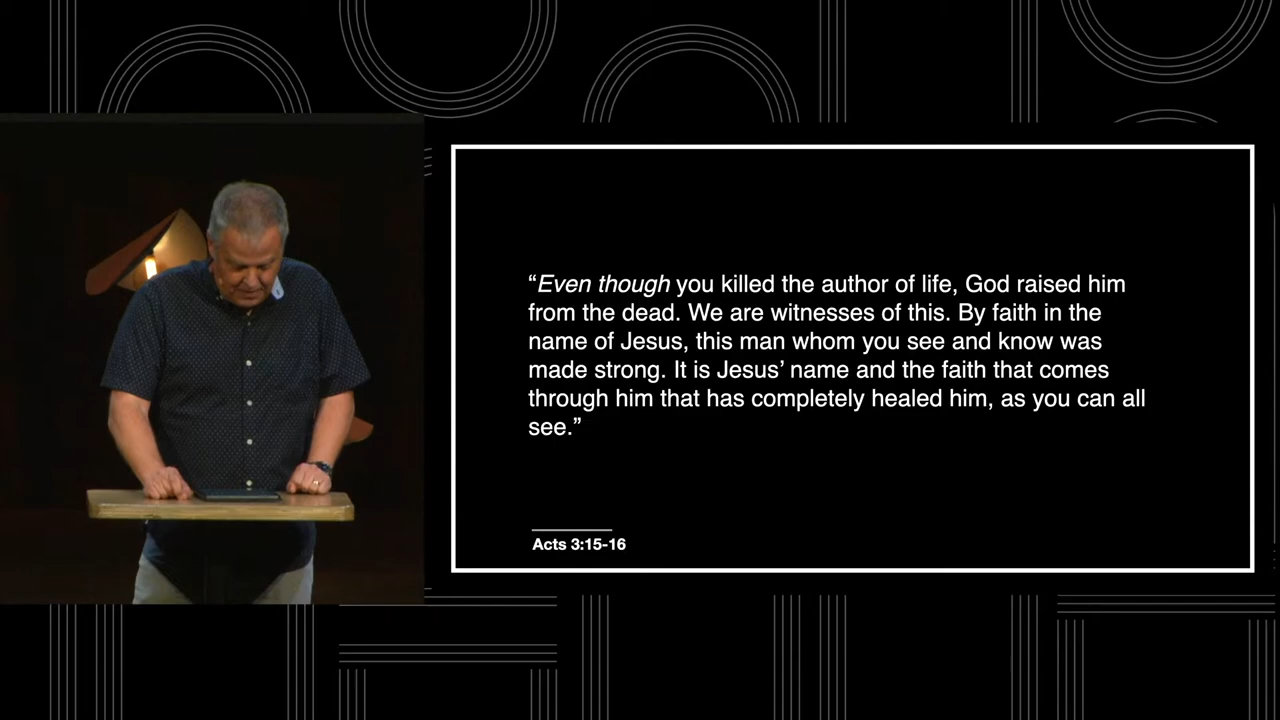 “Even though you killed the author of life, God raised him
from the dead. We are witnesses of this. By faith in the
name of Jesus, this man whom you see and know was
made strong. It is Jesus’ name and the faith that comes
through him that has completely healed him, as you can all
see.”
Acts 3:15-16